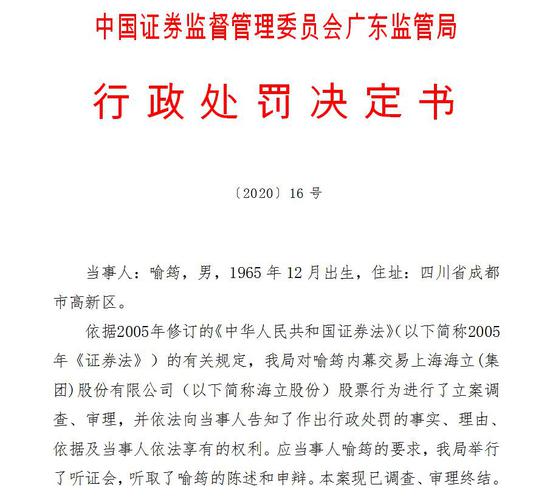 中国证券监督管理委员会广东监管局
行政处罚决定书
〔2020〕16 号
当事人：喻筠，男，1965 年 12 月出生，住址：四川省成都
市高新区。
依据2005年修订的《中华人民共和国证券法》（以下简称2005
年《证券法》）的有关规定，我局对喻筠内幕交易上海海立(集
团)股份有限公司（以下简称海立股份）股票行为进行了立案调
查、审理，并依法向当事人告知了作出行政处罚的事实、理由、
依据及当事人依法享有的权利。应当事人喻筠的要求，我局举行
了听证会，听取了喻筠的陈述和申辩。本案现已调查、审理终结。